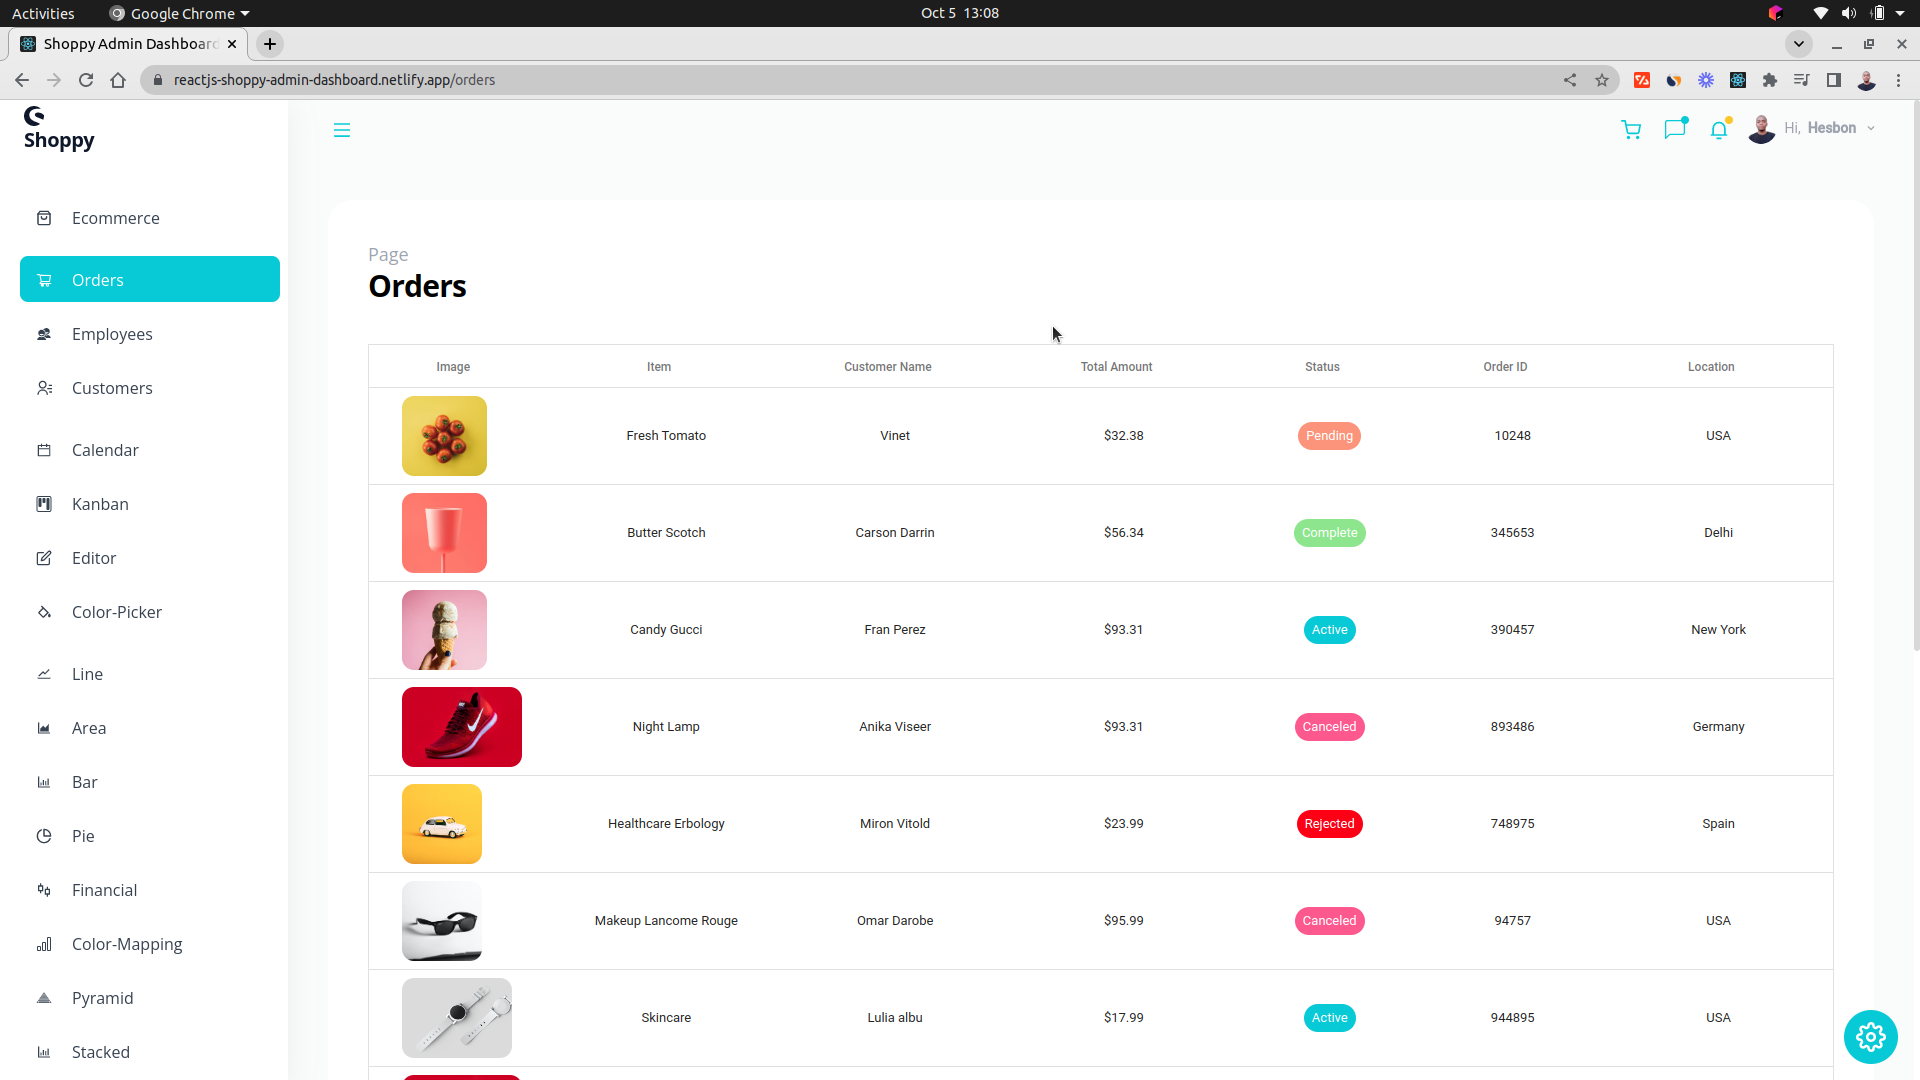 Activities Google Chrome Oct 5 13:08
Shoppy Admin Dashboard
reactjs-shoppy-admin-dashboard.netlify.app/orders
Shoppy
Hi, Hesbon
Ecommerce
Orders
Employees
Customers
Calendar
Kanban
Editor
Color-Picker
Line
Area
Bar
Pie
Financial
Color-Mapping
Pyramid
Stacked
Page
Orders
Image Item Customer Name Total Amount Status Order ID Location
Fresh Tomato Vinet $32.38 Pending 10248 USA
Butter Scotch Carson Darrin $56.34 Complete 345653 Delhi
Candy Gucci Fran Perez $93.31 Active 390457 New York
Night Lamp Anika Viseer $93.31 Canceled 893486 Germany
Healthcare Erbology Miron Vitold $23.99 Rejected 748975 Spain
Makeup Lancome Rouge Omar Darobe $95.99 Canceled 94757 USA
Skincare Lulia albu $17.99 Active 944895 USA